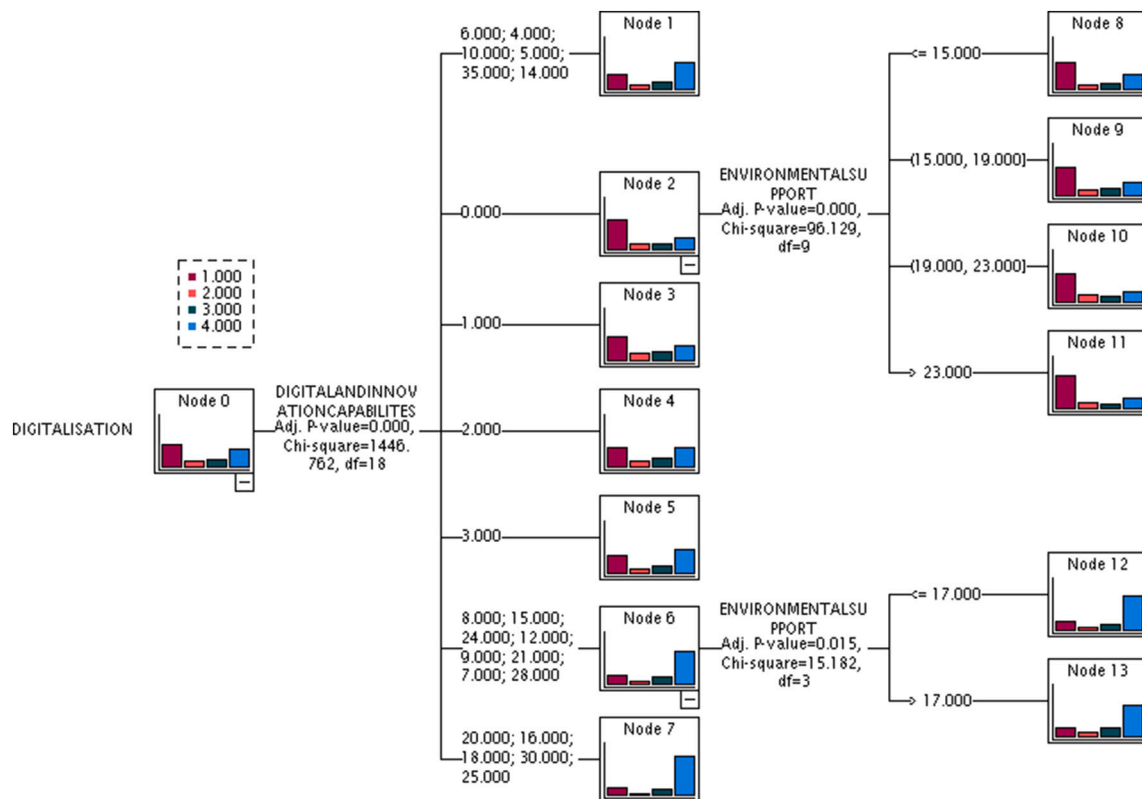 DIGITALISATION
1.000
2.000
3.000
4.000
Node 0
DIGITALANDINNOV
ATIONCAPABILITES
Adj. P-value=0.000,
Chi-square=1446.
762, df=18
6.000; 4.000;
10.000; 5.000;
35.000; 14.000
Node 1
0.000
Node 2
1.000
Node 3
2.000
Node 4
3.000
Node 5
8.000; 15.000;
24.000; 12.000;
9.000; 21.000;
7.000; 28.000
Node 6
20.000; 16.000;
18.000; 30.000;
25.000
Node 7
ENVIRONMENTALSU
PPORT
Adj. P-value=0.000,
Chi-square=96.129,
df=9
<= 15.000
Node 8
(15.000, 19.000]
Node 9
(19.000, 23.000]
Node 10
> 23.000
Node 11
ENVIRONMENTALSU
PPORT
Adj. P-value=0.015,
Chi-square=15.182,
df=3
<= 17.000
Node 12
> 17.000
Node 13